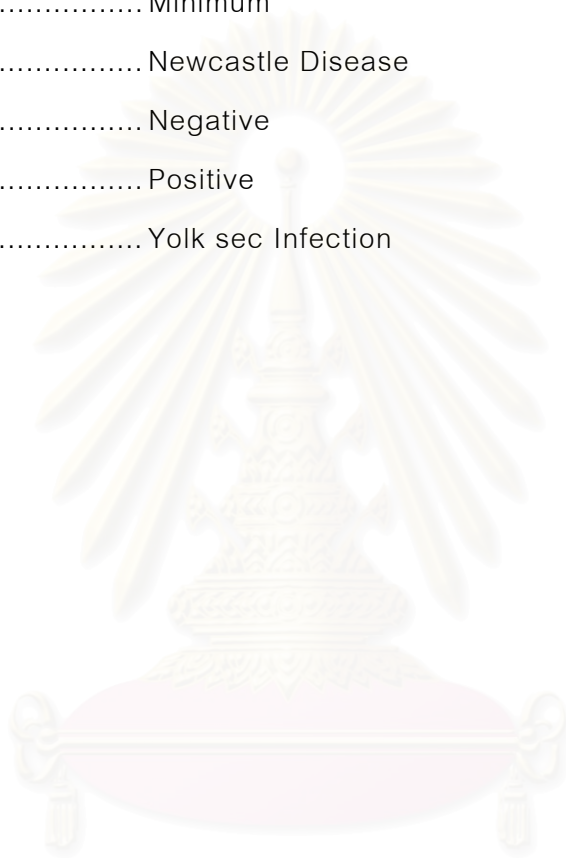 ................ Minimum
................ Newcastle Disease
................ Negative
................ Positive
................ Yolk sec Infection